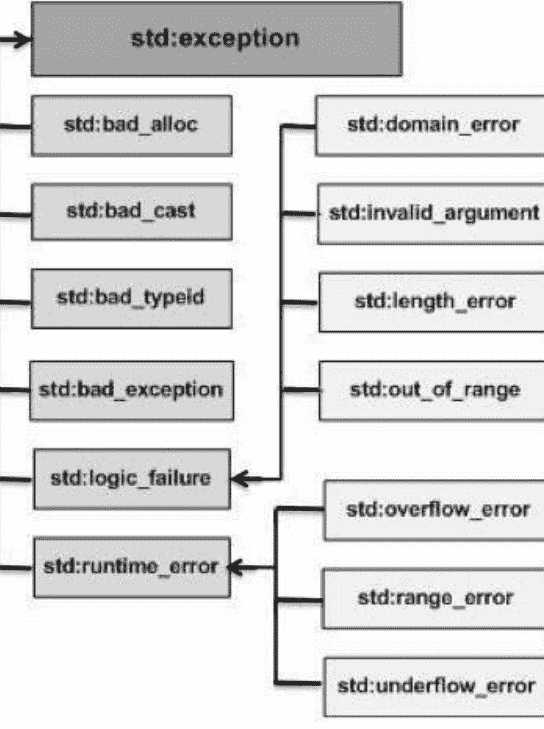 std:exception
std:bad_alloc
std:domain_error
std:bad_cast
std:invalid_argument
std:bad_typeid
std:length_error
std:bad_exception
std:out_of_range
std:logic_failure
std:overflow_error
std:runtime_error
std:range_error
std:underflow_error